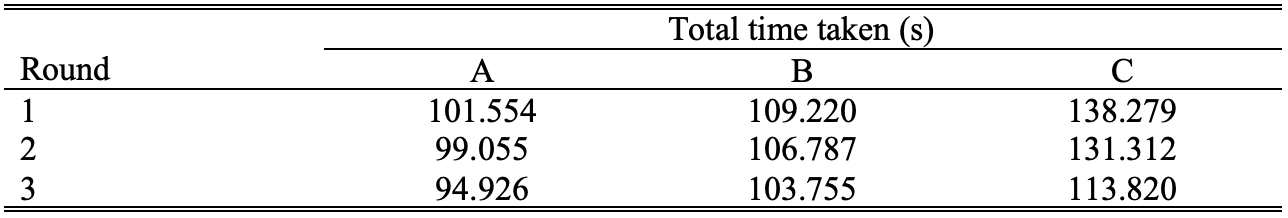 Total time taken (s)
Round A B C
1 101.554 109.220 138.279
2 99.055 106.787 131.312
3 94.926 103.755 113.820